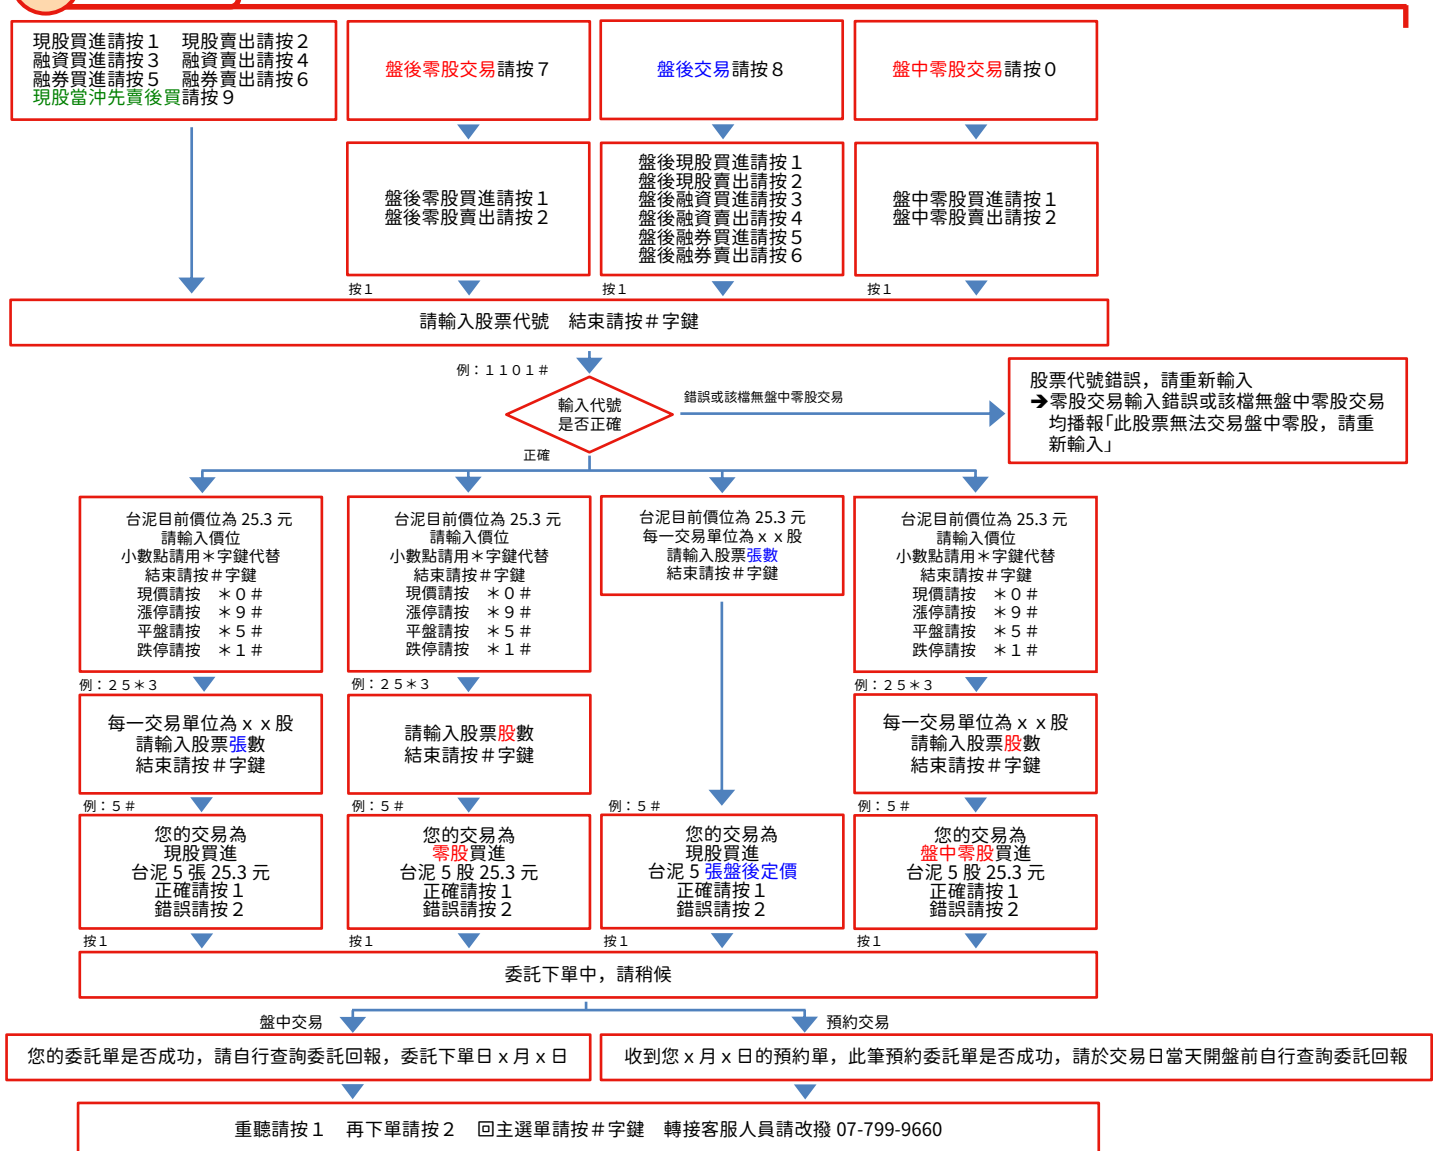 現股買進請按１　現股賣出請按２
融資買進請按３　融資賣出請按４
融券買進請按５　融券賣出請按６
現股當沖先賣後買請按９
盤後零股交易請按７
盤後交易請按８
盤中零股交易請按０
盤後零股買進請按１
盤後零股賣出請按２
盤後現股買進請按１
盤後現股賣出請按２
盤後融資買進請按３
盤後融資賣出請按４
盤後融券買進請按５
盤後融券賣出請按６
盤中零股買進請按１
盤中零股賣出請按２
按１
按１
按１
請輸入股票代號　結束請按＃字鍵
例：１１０１＃
輸入代號
是否正確
錯誤或該檔無盤中零股交易
股票代號錯誤，請重新輸入
➔零股交易輸入錯誤或該檔無盤中零股交易
均播報「此股票無法交易盤中零股，請重
新輸入」
正確
台泥目前價位為 25.3 元
請輸入價位
小數點請用＊字鍵代替
結束請按＃字鍵
現價請按　＊０＃
漲停請按　＊９＃
平盤請按　＊５＃
跌停請按　＊１＃
台泥目前價位為 25.3 元
請輸入價位
小數點請用＊字鍵代替
結束請按＃字鍵
現價請按　＊０＃
漲停請按　＊９＃
平盤請按　＊５＃
跌停請按　＊１＃
台泥目前價位為 25.3 元
每一交易單位為ｘｘ股
請輸入股票張數
結束請按＃字鍵
台泥目前價位為 25.3 元
請輸入價位
小數點請用＊字鍵代替
結束請按＃字鍵
現價請按　＊０＃
漲停請按　＊９＃
平盤請按　＊５＃
跌停請按　＊１＃
例：２５＊３
例：２５＊３
例：２５＊３
每一交易單位為ｘｘ股
請輸入股票張數
結束請按＃字鍵
請輸入股票股數
結束請按＃字鍵
每一交易單位為ｘｘ股
請輸入股票股數
結束請按＃字鍵
例：５＃
例：５＃
例：５＃
例：５＃
您的交易為
現股買進
台泥 5 張 25.3 元
正確請按１
錯誤請按２
您的交易為
零股買進
台泥 5 股 25.3 元
正確請按１
錯誤請按２
您的交易為
現股買進
台泥 5 張盤後定價
正確請按１
錯誤請按２
您的交易為
盤中零股買進
台泥 5 股 25.3 元
正確請按１
錯誤請按２
按１
按１
按１
按１
委託下單中，請稍候
盤中交易
預約交易
您的委託單是否成功，請自行查詢委託回報，委託下單日ｘ月ｘ日
收到您ｘ月ｘ日的預約單，此筆預約委託單是否成功，請於交易日當天開盤前自行查詢委託回報
重聽請按１　再下單請按２　回主選單請按＃字鍵　轉接客服人員請改撥 07-799-9660